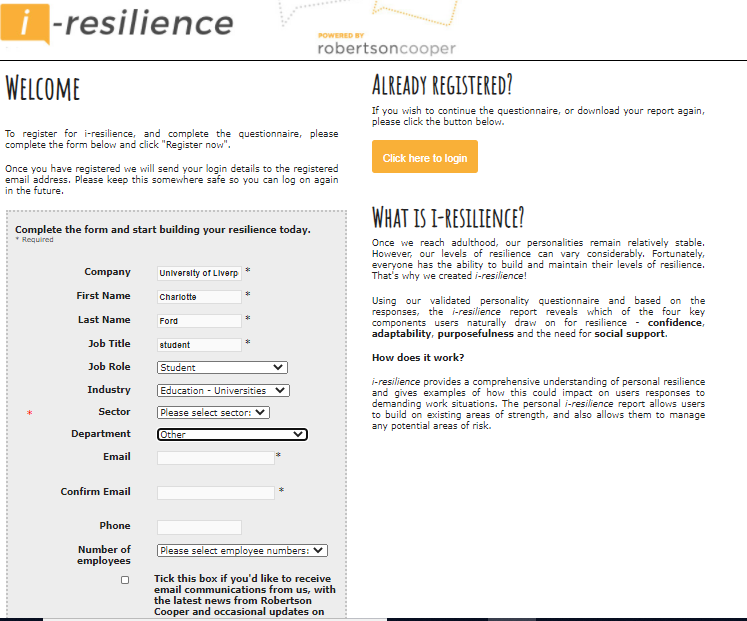 i-resilience
POWERED BY
robertsoncooper
WELCOME
To register for i-resilience, and complete the questionnaire, please
complete the form below and click "Register now".
Once you have registered we will send your login details to the registered
email address. Please keep this somewhere safe so you can log on again
in the future.
Complete the form and start building your resilience today.
* Required
Company University of Liverp *
First Name Charlotte *
Last Name Ford *
Job Title student *
Job Role Student
Industry Education - Universities
* Sector Please select sector:
Department Other
Email *
Confirm Email *
Phone
Number of
employees Please select employee numbers:
Tick this box if you'd like to receive
email communications from us, with
the latest news from Robertson
Cooper and occasional updates on
ALREADY REGISTERED?
If you wish to continue the questionnaire, or download your report again,
please click the button below.
Click here to login
WHAT IS I-RESILIENCE?
Once we reach adulthood, our personalities remain relatively stable.
However, our levels of resilience can vary considerably. Fortunately,
everyone has the ability to build and maintain their levels of resilience.
That's why we created i-resilience!
Using our validated personality questionnaire and based on the
responses, the i-resilience report reveals which of the four key
components users naturally draw on for resilience - confidence,
adaptability, purposefulness and the need for social support.
How does it work?
i-resilience provides a comprehensive understanding of personal resilience
and gives examples of how this could impact on users responses to
demanding work situations. The personal i-resilience report allows users
to build on existing areas of strength, and also allows them to manage
any potential areas of risk.